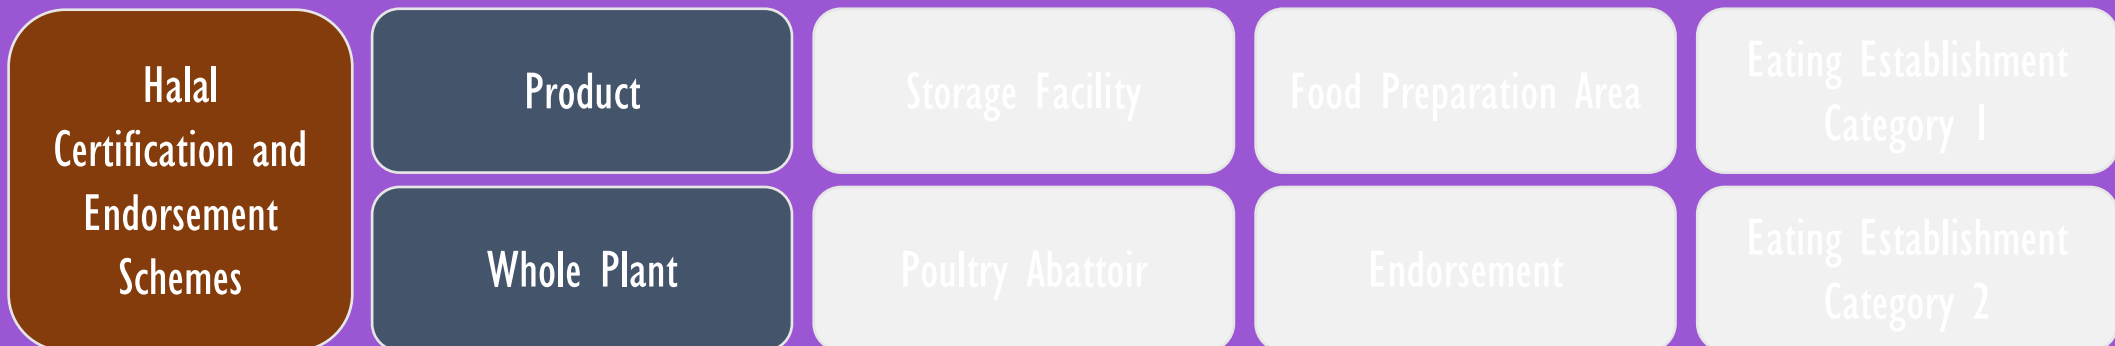 Halal
Certification and
Endorsement
Schemes
Product
Storage Facility
Food Preparation Area
Eating Establishment
Category 1
Whole Plant
Poultry Abattoir
Endorsement
Eating Establishment
Category 2